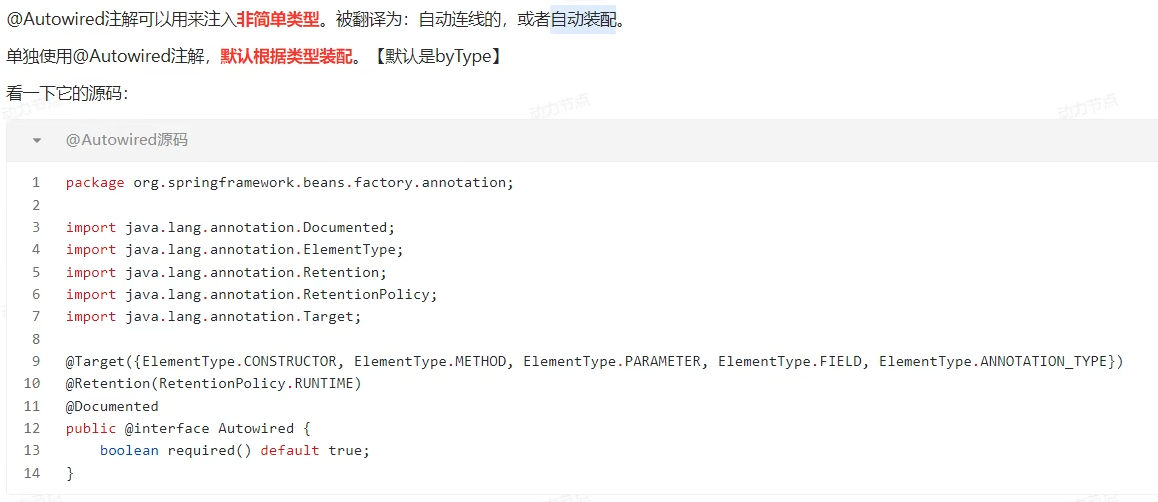 @Autowired注解可以用来注入非简单类型。被翻译为：自动连线的，或者自动装配。
单独使用@Autowired注解，默认根据类型装配。【默认是byType】
看一下它的源码：
动力节点 动力节点 动力节点
@Autowired源码
1 package org.springframework.beans.factory.annotation;
2
3 import java.lang.annotation.Documented;
4 import java.lang.annotation.ElementType;
5 import java.lang.annotation.Retention;
6 import java.lang.annotation.RetentionPolicy;
7 import java.lang.annotation.Target;
8
9 @Target({ElementType.CONSTRUCTOR, ElementType.METHOD, ElementType.PARAMETER, ElementType.FIELD, ElementType.ANNOTATION_TYPE})
10 @Retention(RetentionPolicy.RUNTIME)
11 @Documented
12 public @interface Autowired {
13     boolean required() default true;
14 }